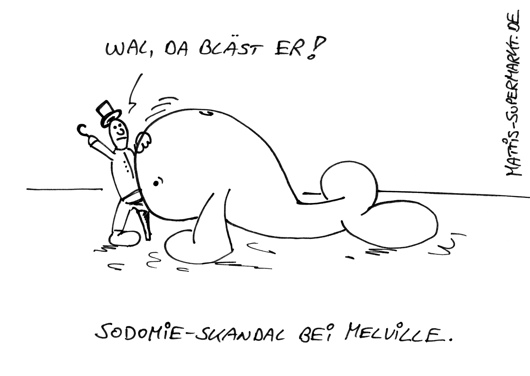 WAL, DA BLÄST ER!
MATTIS-SUPERMARKT.DE
SODOMIE-SKANDAL BEI MELVILLE.